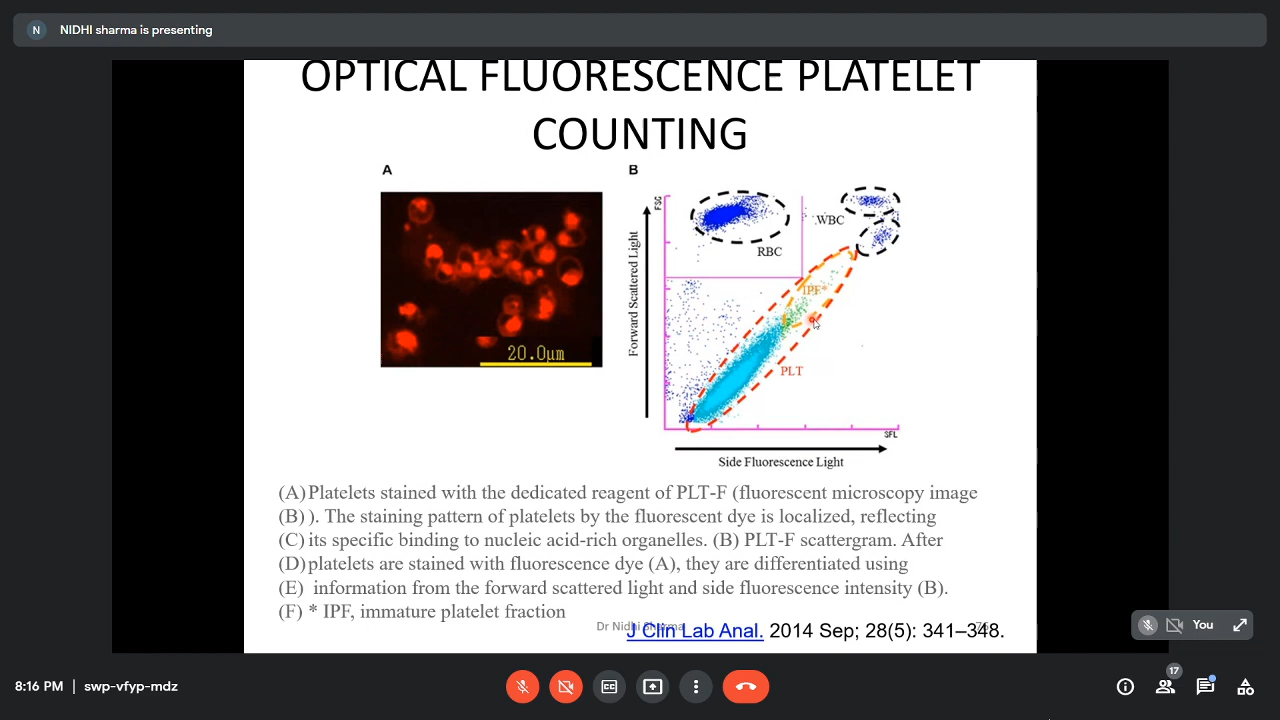 N NIDHI sharma is presenting
OPTICAL FLUORESCENCE PLATELET
COUNTING
A
B
20.0μm
FSC
Forward Scattered Light
RBC
WBC
IPF*
PLT
SFL
Side Fluorescence Light
(A) Platelets stained with the dedicated reagent of PLT-F (fluorescent microscopy image
(B) ). The staining pattern of platelets by the fluorescent dye is localized, reflecting
(C) its specific binding to nucleic acid-rich organelles. (B) PLT-F scattergram. After
(D) platelets are stained with fluorescence dye (A), they are differentiated using
(E) information from the forward scattered light and side fluorescence intensity (B).
(F) * IPF, immature platelet fraction
Dr Nidhi Sharma
J Clin Lab Anal. 2014 Sep; 28(5): 341–348.
You
8:16 PM | swp-vfyp-mdz
CC
17